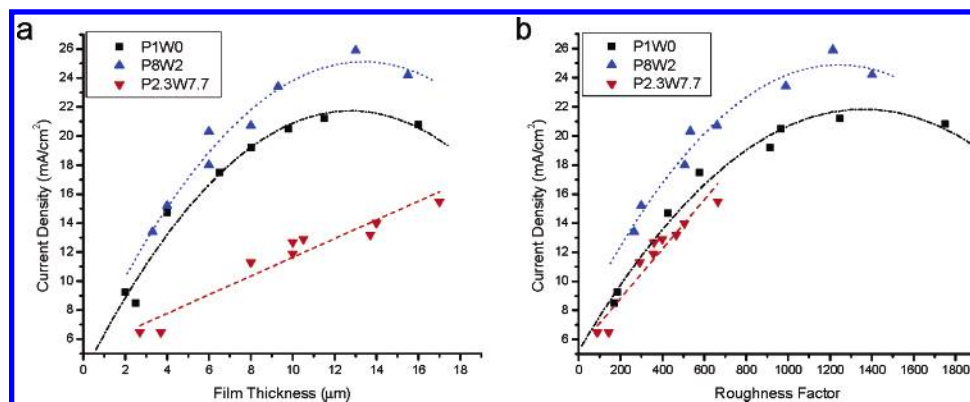 a
P1W0
P8W2
P2.3W7.7
Current Density (mA/cm²)
26
24
22
20
18
16
14
12
10
8
6
0 2 4 6 8 10 12 14 16 18
Film Thickness (μm)
b
P1W0
P8W2
P2.3W7.7
Current Density (mA/cm²)
26
24
22
20
18
16
14
12
10
8
6
0 200 400 600 800 1000 1200 1400 1600 1800
Roughness Factor